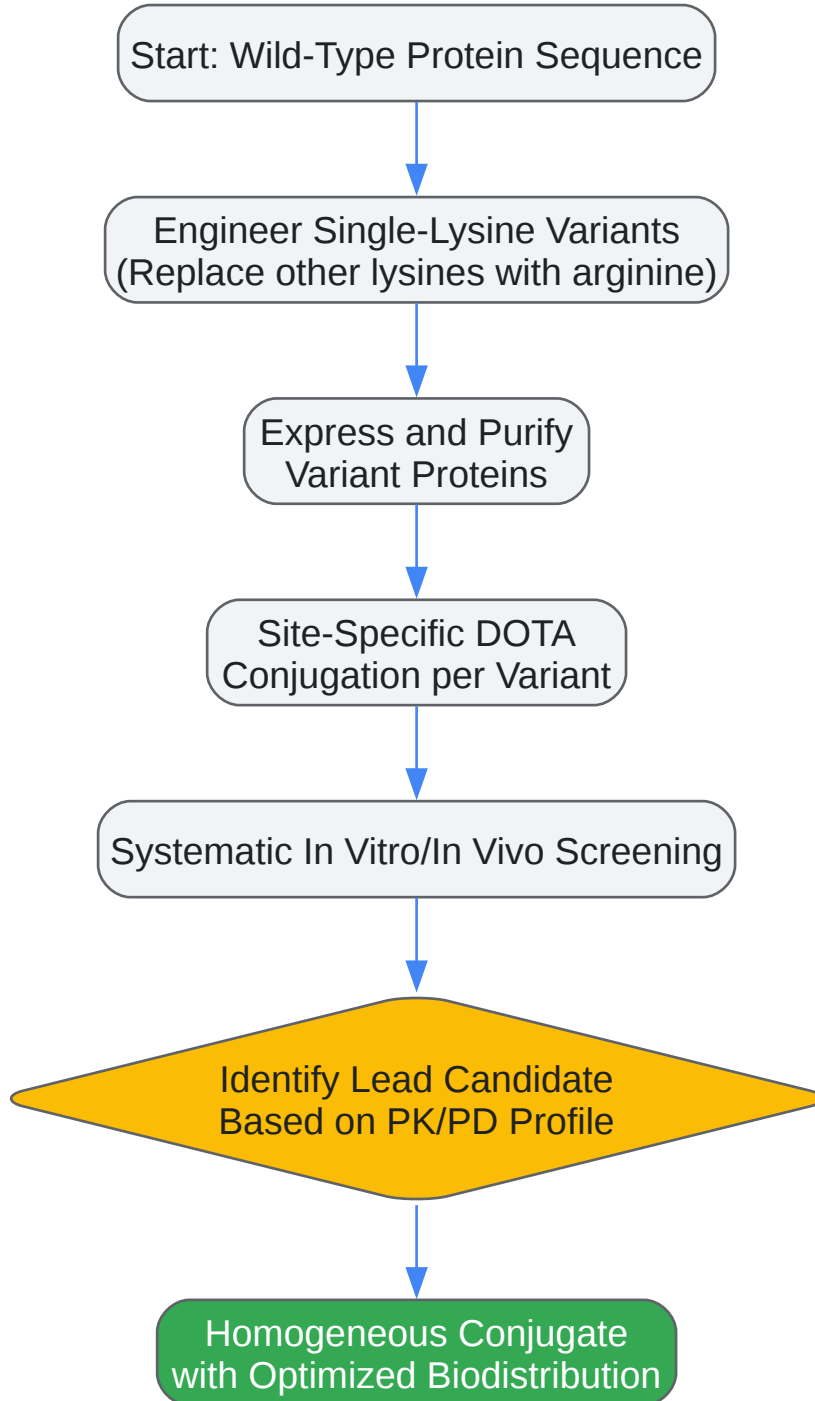 Start: Wild-Type Protein Sequence
Engineer Single-Lysine Variants
(Replace other lysines with arginine)
Express and Purify
Variant Proteins
Site-Specific DOTA
Conjugation per Variant
Systematic In Vitro/In Vivo Screening
Identify Lead Candidate
Based on PK/PD Profile
Homogeneous Conjugate
with Optimized Biodistribution